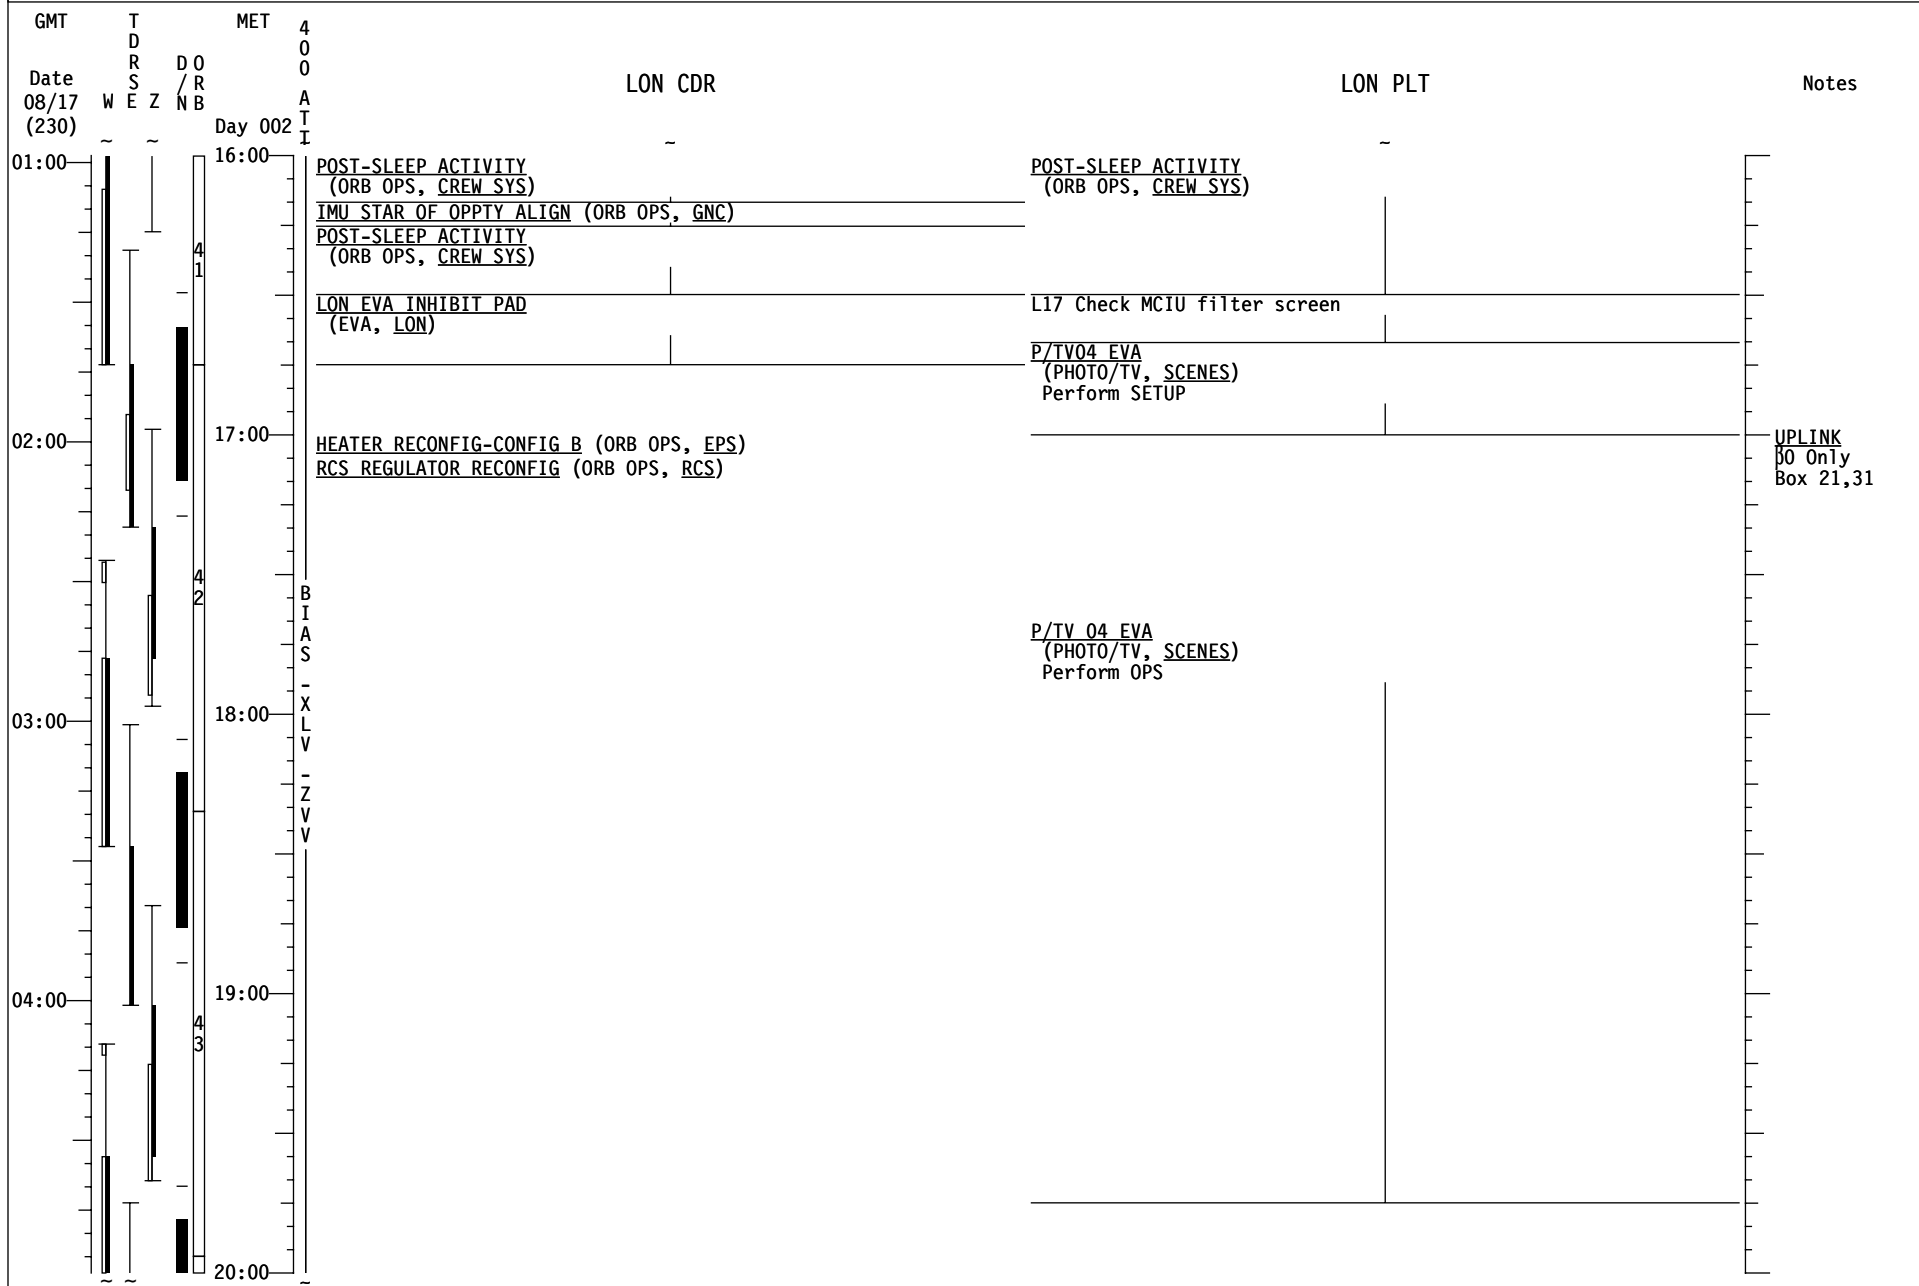 GMT
TDRS
MET
400 ATT
Date
08/17
(230)
W E Z
D/N
ORB
Day 002
LON CDR
LON PLT
Notes
~ ~ ~ ~ ~
01:00
16:00
POST-SLEEP ACTIVITY
(ORB OPS, CREW SYS)
POST-SLEEP ACTIVITY
(ORB OPS, CREW SYS)
IMU STAR OF OPPTY ALIGN (ORB OPS, GNC)
POST-SLEEP ACTIVITY
(ORB OPS, CREW SYS)
41
LON EVA INHIBIT PAD
(EVA, LON)
L17 Check MCIU filter screen
P/TV04 EVA
(PHOTO/TV, SCENES)
Perform SETUP
02:00
17:00
HEATER RECONFIG-CONFIG B (ORB OPS, EPS)
RCS REGULATOR RECONFIG (ORB OPS, RCS)
UPLINK
β0 Only
Box 21,31
42
BIAS -XLV -ZVV
P/TV 04 EVA
(PHOTO/TV, SCENES)
Perform OPS
03:00
18:00
04:00
19:00
43
20:00
~ ~ ~